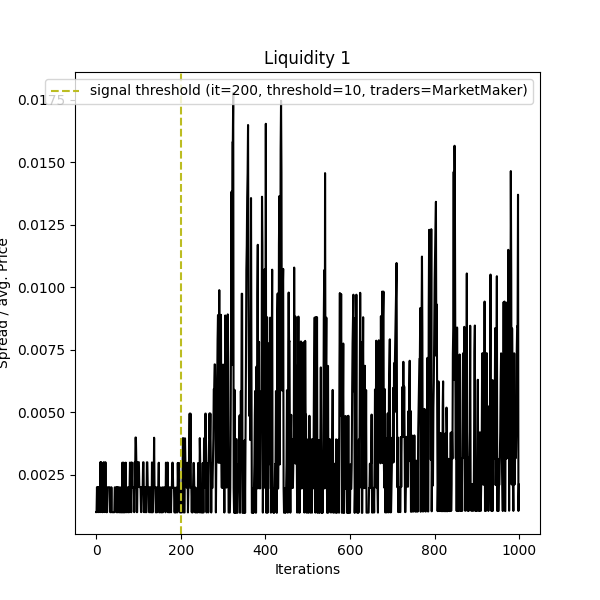 Liquidity 1
signal threshold (it=200, threshold=10, traders=MarketMaker)
0.0175
0.0150
0.0125
0.0100
0.0075
0.0050
0.0025
Spread / avg. Price
0 200 400 600 800 1000
Iterations